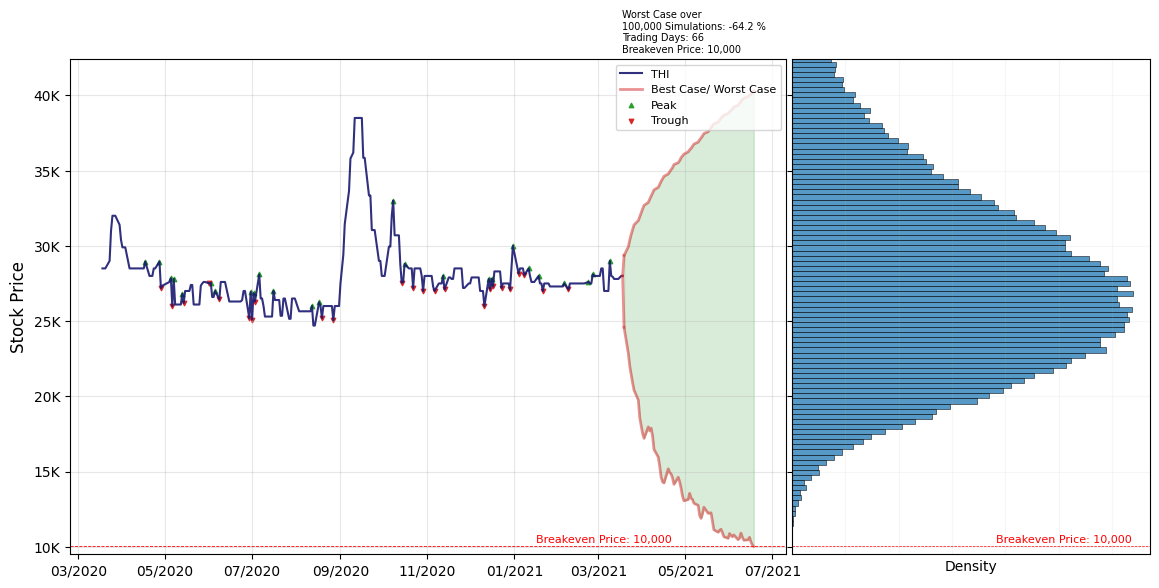 Worst Case over
100,000 Simulations: -64.2 %
Trading Days: 66
Breakeven Price: 10,000
THI
Best Case/ Worst Case
Peak
Trough
Stock Price
40K
35K
30K
25K
20K
15K
10K
Breakeven Price: 10,000
Breakeven Price: 10,000
03/2020
05/2020
07/2020
09/2020
11/2020
01/2021
03/2021
05/2021
07/2021
Density